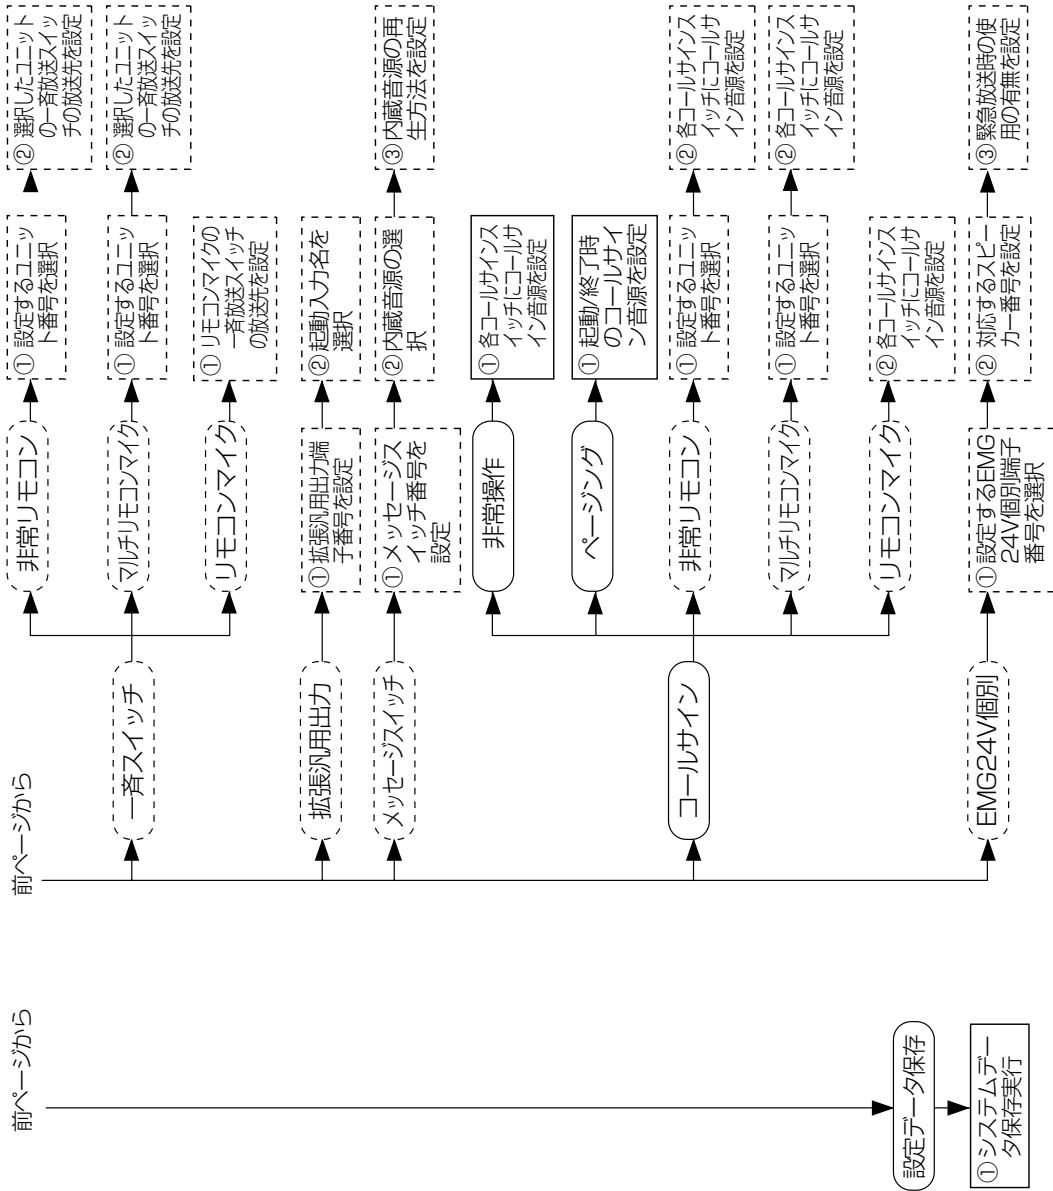 前ページから
設定データ保存
①システムデー
タ保存実行
前ページから
一斉スイッチ
非常リモコン
① 設定するユニッ
ト番号を選択
② 選択したユニット
の一斉放送スイッ
チの放送先を設定
マルチリモコンマイク
① 設定するユニッ
ト番号を選択
② 選択したユニット
の一斉放送スイッ
チの放送先を設定
リモコンマイク
① リモコンマイクの
一斉放送スイッチ
の放送先を設定
拡張汎用出力
①拡張汎用出力端
子番号を設定
②起動入力名を
選択
メッセージスイッチ
①メッセージス
イッチ番号を
設定
②内蔵音源の選
択
③内蔵音源の再
生方法を設定
コールサイン
非常操作
① 各コールサインス
イッチにコールサ
イン音源を設定
ページング
① 起動/終了時
のコールサイ
ン音源を設定
非常リモコン
① 設定するユニッ
ト番号を選択
② 各コールサインス
イッチにコールサ
イン音源を設定
マルチリモコンマイク
① 設定するユニッ
ト番号を選択
② 各コールサインス
イッチにコールサ
イン音源を設定
リモコンマイク
②各コールサインス
イッチにコールサ
イン音源を設定
EMG24V個別
①設定するEMG
24V個別端子
番号を選択
② 対応するスピー
カー番号を設定
③緊急放送時の使
用の有無を設定